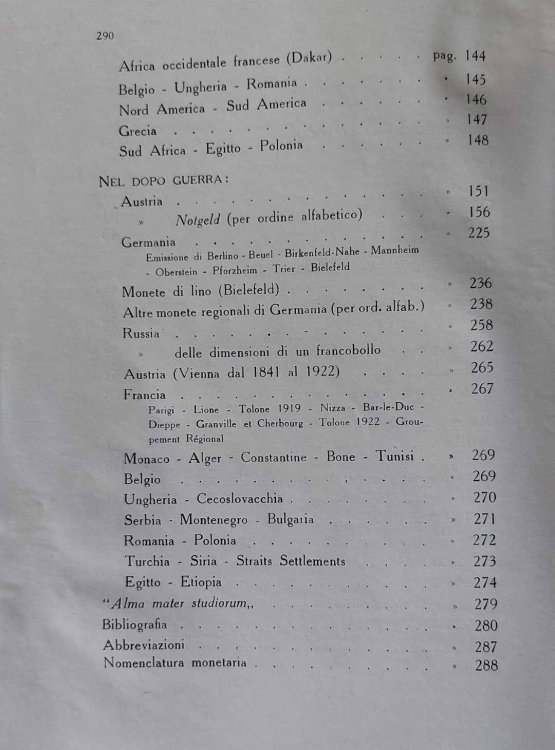 290
Africa occidentale francese (Dakar) . . . . . pag. 144
Belgio - Ungheria - Romania . . . . . . . » 145
Nord America - Sud America . . . . . . » 146
Grecia . . . . . . . . . . . . . » 147
Sud Africa - Egitto - Polonia . . . . . . » 148
NEL DOPO GUERRA:
Austria . . . . . . . . . . . . . » 151
» Notgeld (per ordine alfabetico) . . . » 156
Germania . . . . . . . . . . . . » 225
Emissione di Berlino - Beuel - Birkenfeld-Nahe - Mannheim
- Oberstein - Pforzheim - Trier - Bielefeld
Monete di lino (Bielefeld) . . . . . . . » 236
Altre monete regionali di Germania (per ord. alfab.) » 238
Russia . . . . . . . . . . . . . » 258
» delle dimensioni di un francobollo . . » 262
Austria (Vienna dal 1841 al 1922) . . . . » 265
Francia . . . . . . . . . . . . . » 267
Parigi - Lione - Tolone 1919 - Nizza - Bar-le-Duc -
Dieppe - Granville et Cherbourg - Tolone 1922 - Grou-
pement Régional
Monaco - Alger - Constantine - Bone - Tunisi . » 269
Belgio . . . . . . . . . . . . . » 269
Ungheria - Cecoslovacchia . . . . . . . » 270
Serbia - Montenegro - Bulgaria . . . . . » 271
Romania - Polonia . . . . . . . . . » 272
Turchia - Siria - Straits Settlements . . . . » 273
Egitto - Etiopia . . . . . . . . . . » 274
“Alma mater studiorum„ . . . . . . . . » 279
Bibliografia . . . . . . . . . . . . » 280
Abbreviazioni . . . . . . . . . . . » 287
Nomenclatura monetaria . . . . . . . . » 288